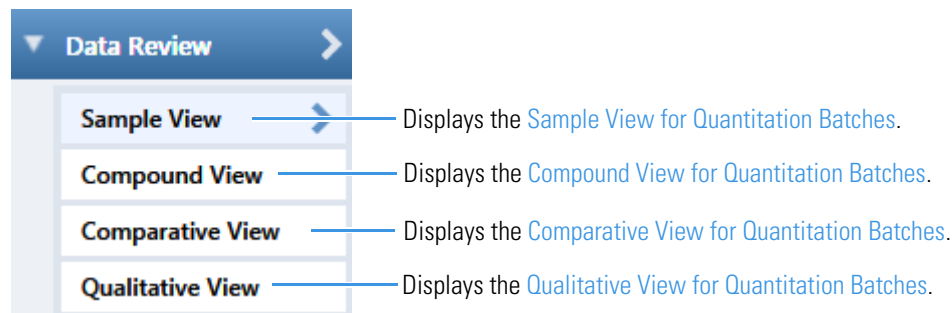 Data Review
Sample View Displays the Sample View for Quantitation Batches.
Compound View Displays the Compound View for Quantitation Batches.
Comparative View Displays the Comparative View for Quantitation Batches.
Qualitative View Displays the Qualitative View for Quantitation Batches.